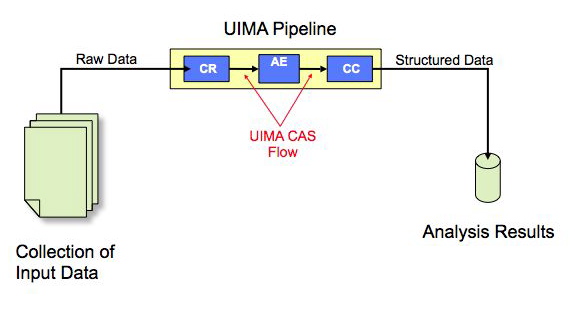 UIMA Pipeline
Raw Data
CR
AE
CC
Structured Data
UIMA CAS
Flow
Analysis Results
Collection of
Input Data